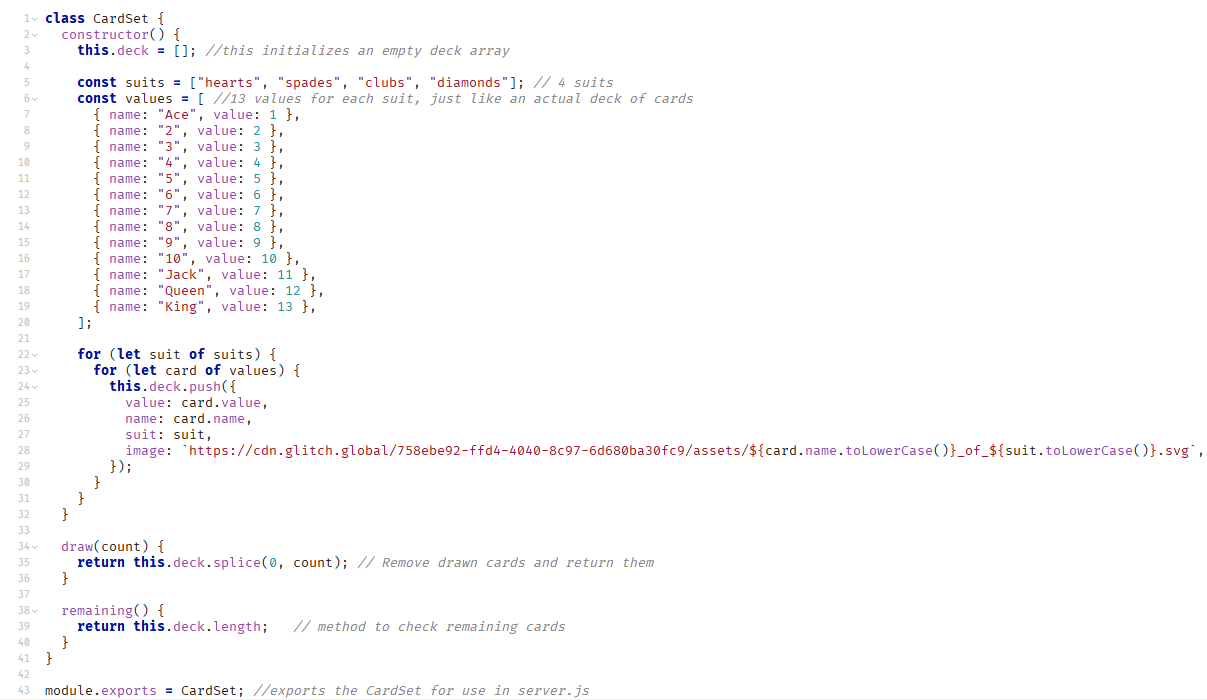 1 class CardSet {
2 constructor() {
3 this.deck = []; //this initializes an empty deck array
4
5 const suits = ["hearts", "spades", "clubs", "diamonds"]; // 4 suits
6 const values = [ //13 values for each suit, just like an actual deck of cards
7 { name: "Ace", value: 1 },
8 { name: "2", value: 2 },
9 { name: "3", value: 3 },
10 { name: "4", value: 4 },
11 { name: "5", value: 5 },
12 { name: "6", value: 6 },
13 { name: "7", value: 7 },
14 { name: "8", value: 8 },
15 { name: "9", value: 9 },
16 { name: "10", value: 10 },
17 { name: "Jack", value: 11 },
18 { name: "Queen", value: 12 },
19 { name: "King", value: 13 },
20 ];
21
22 for (let suit of suits) {
23 for (let card of values) {
24 this.deck.push({
25 value: card.value,
26 name: card.name,
27 suit: suit,
28 image: `https://cdn.glitch.global/758ebe92-ffd4-4040-8c97-6d680ba30fc9/assets/${card.name.toLowerCase()}_of_${suit.toLowerCase()}.svg`,
29 });
30 }
31 }
32 }
33
34 draw(count) {
35 return this.deck.splice(0, count); // Remove drawn cards and return them
36 }
37
38 remaining() {
39 return this.deck.length; // method to check remaining cards
40 }
41 }
42
43 module.exports = CardSet; //exports the CardSet for use in server.js